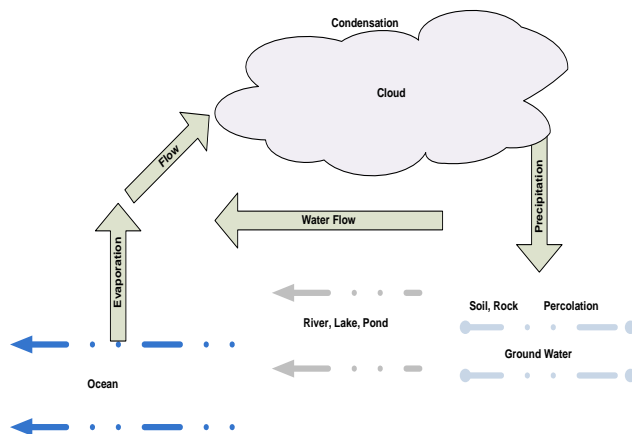 Condensation
Cloud
Flow
Precipitation
Water Flow
Evaporation
Soil, Rock
Percolation
River, Lake, Pond
Ground Water
Ocean